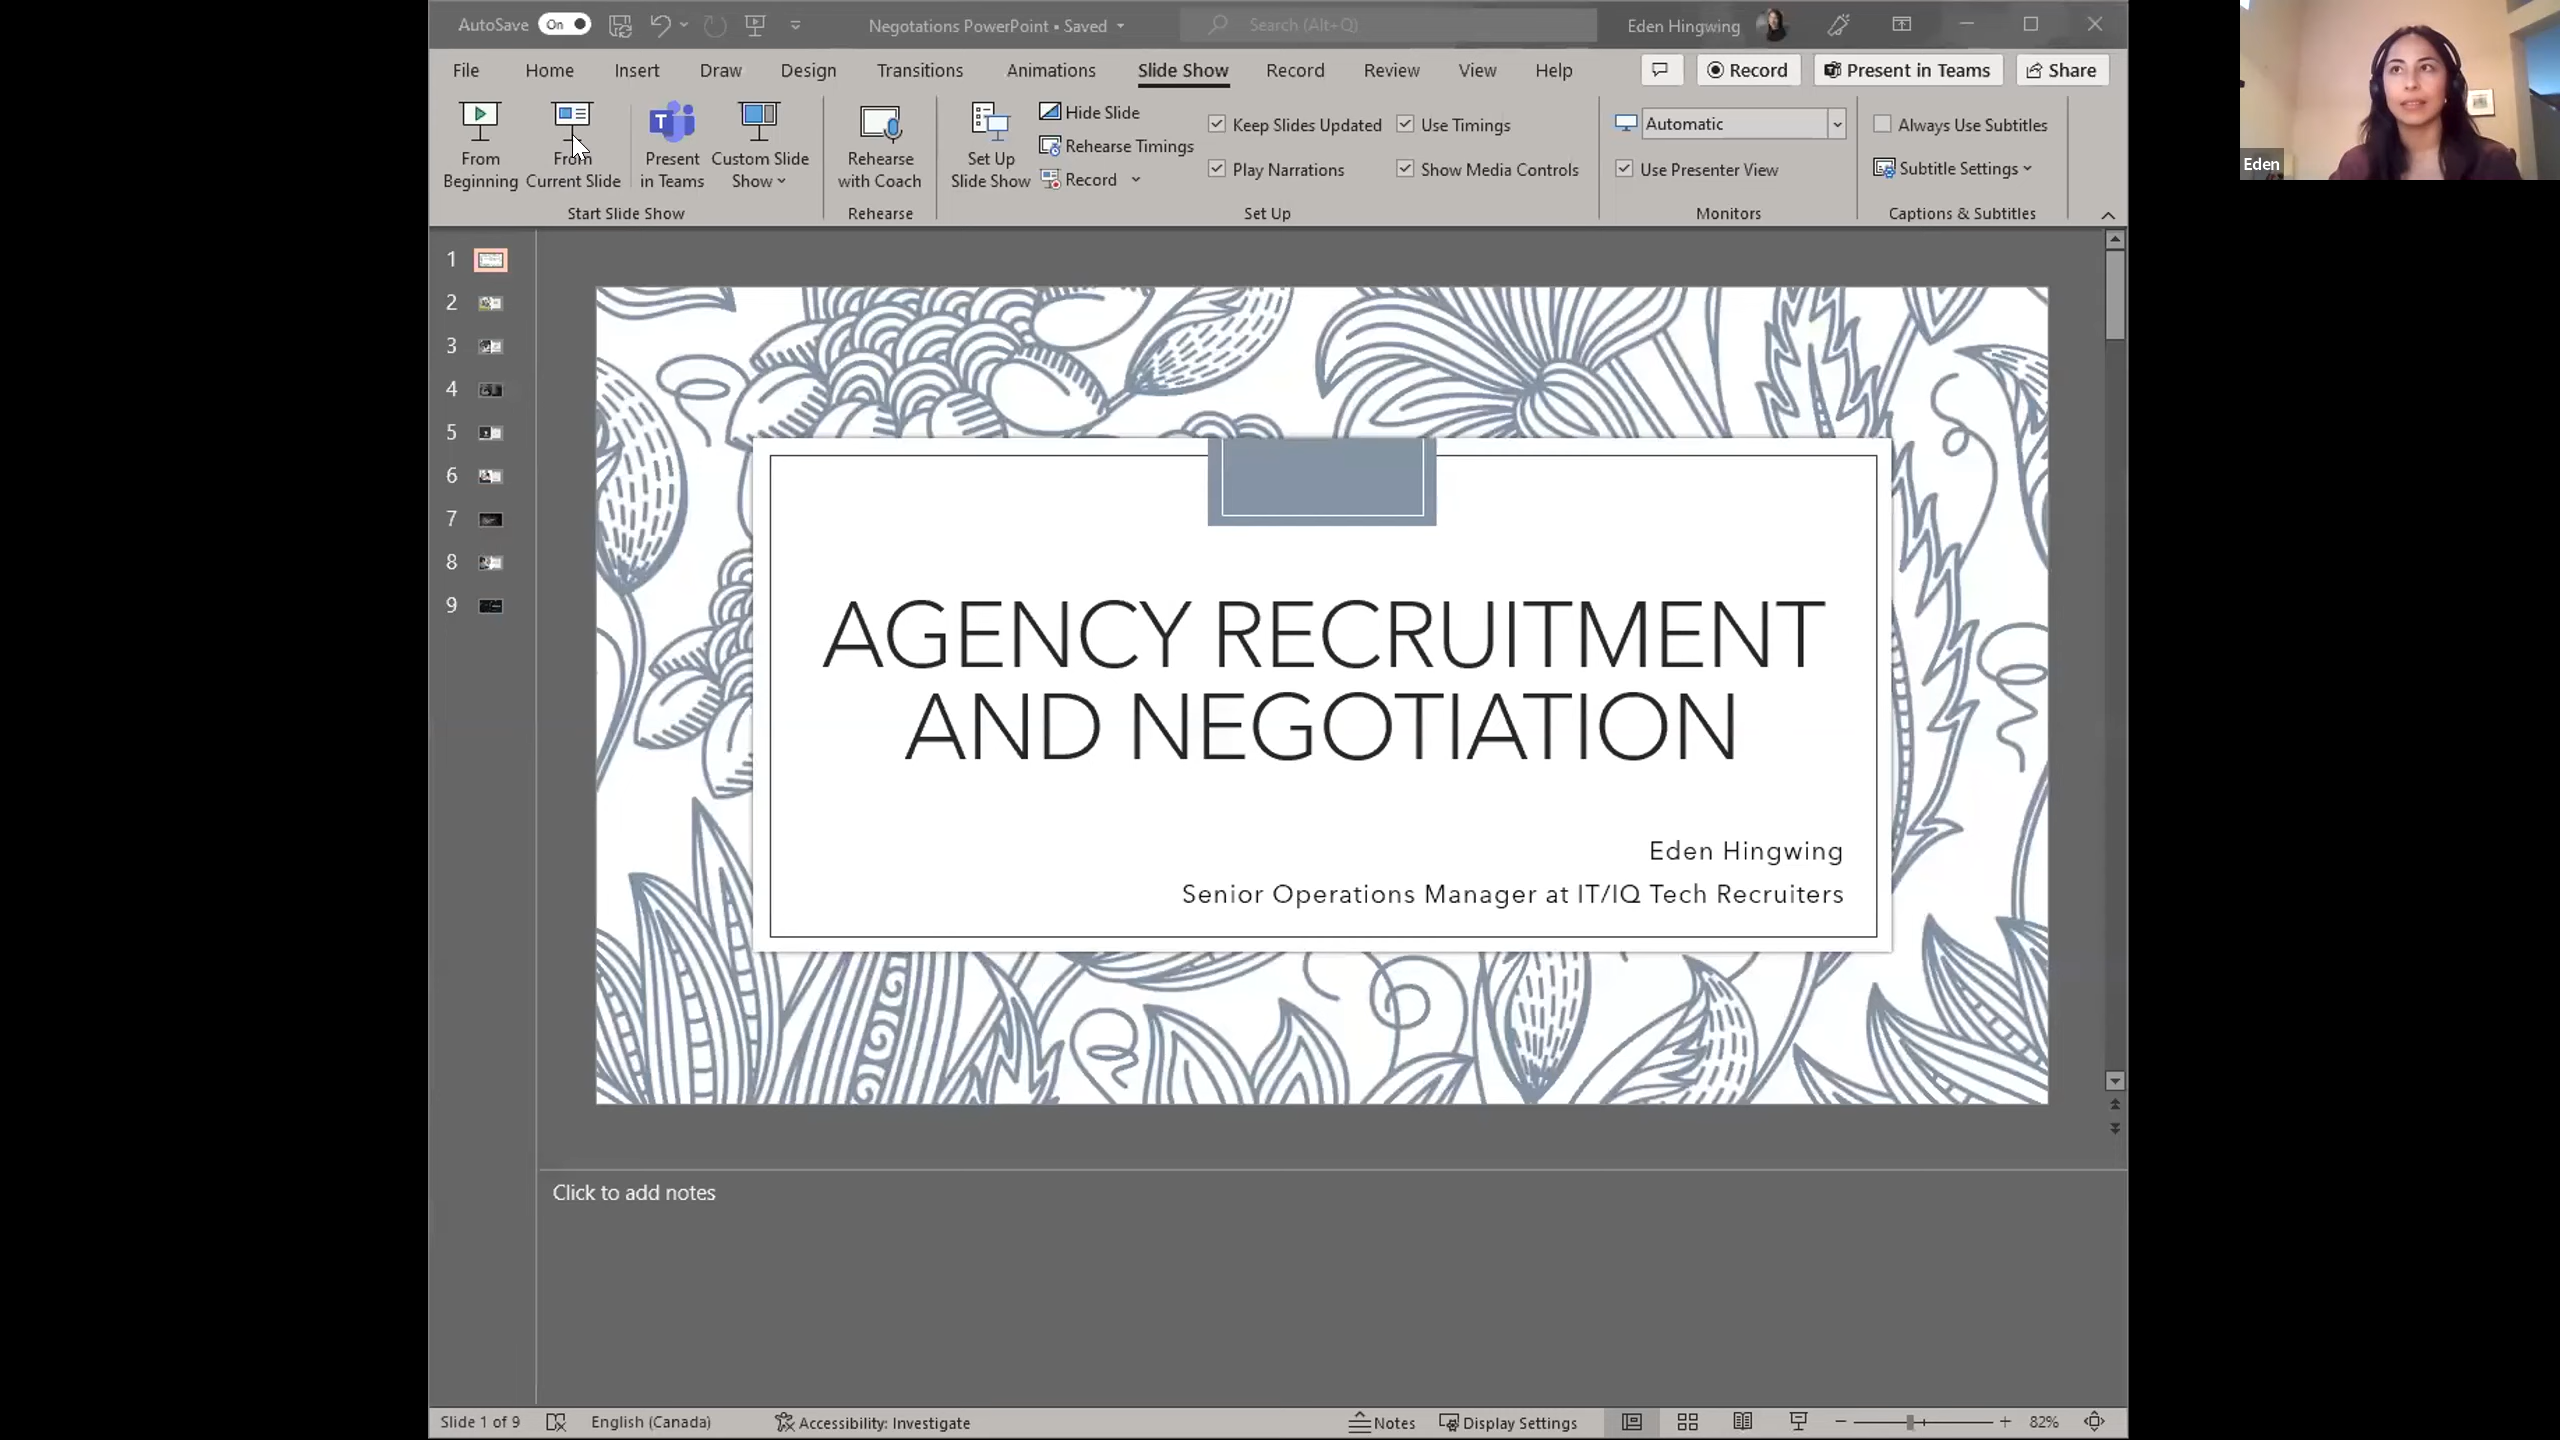 AutoSave On Negotations PowerPoint • Saved Search (Alt+Q) Eden Hingwing
File Home Insert Draw Design Transitions Animations Slide Show Record Review View Help Record Present in Teams Share
From Beginning
From Current Slide
Present in Teams
Custom Slide Show
Start Slide Show
Rehearse with Coach
Rehearse
Set Up Slide Show
Hide Slide
Rehearse Timings
Record
Keep Slides Updated
Play Narrations
Use Timings
Show Media Controls
Set Up
Automatic
Use Presenter View
Monitors
Always Use Subtitles
Subtitle Settings
Captions & Subtitles
Eden
1
2
3
4
5
6
7
8
9
AGENCY RECRUITMENT
AND NEGOTIATION
Eden Hingwing
Senior Operations Manager at IT/IQ Tech Recruiters
Click to add notes
Slide 1 of 9 English (Canada) Accessibility: Investigate Notes Display Settings 82%